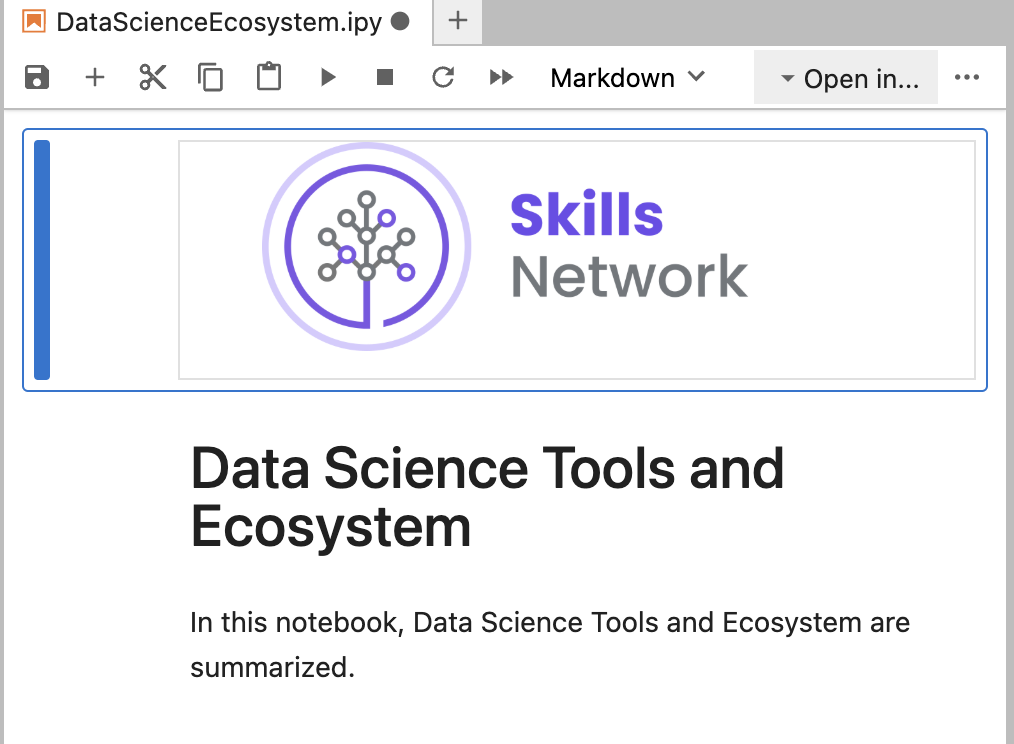 DataScienceEcosystem.ipy
Markdown
Open in...
Skills
Network
Data Science Tools and
Ecosystem
In this notebook, Data Science Tools and Ecosystem are
summarized.